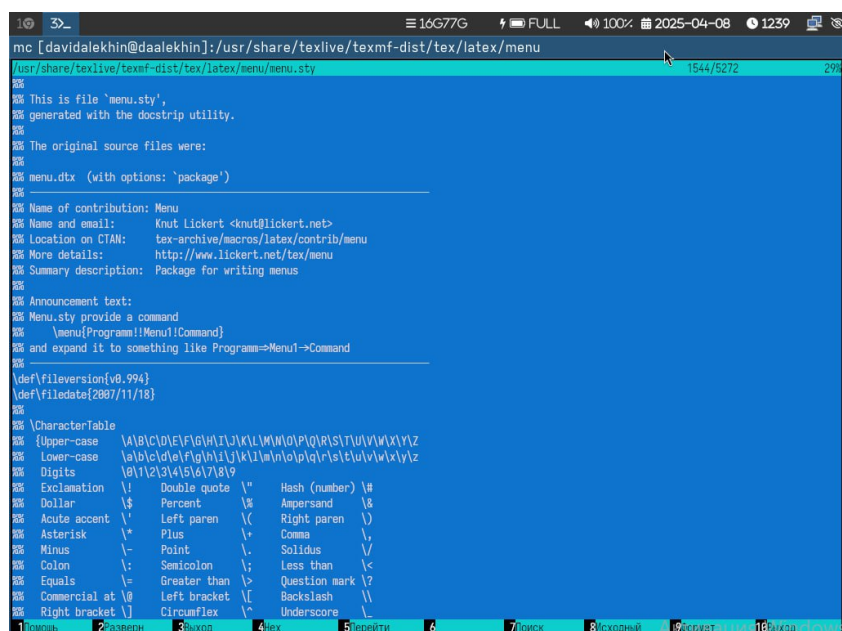 1 3>_ 16G77G FULL 100% 2025-04-08 1239
mc [davidalekhin@daalekhin]:/usr/share/texlive/texmf-dist/tex/latex/menu
/usr/share/texlive/texmf-dist/tex/latex/menu/menu.sty 1544/5272 29%
%%
%% This is file `menu.sty',
%% generated with the docstrip utility.
%%
%% The original source files were:
%%
%% menu.dtx  (with options: `package')
%%
%% Name of contribution: Menu
%% Name and email:       Knut Lickert <knut@lickert.net>
%% Location on CTAN:     tex-archive/macros/latex/contrib/menu
%% More details:         http://www.lickert.net/tex/menu
%% Summary description:  Package for writing menus
%%
%% Announcement text:
%% Menu.sty provide a command
%%     \menu{Programm!!Menu1!Command}
%% and expand it to something like Programm⇒Menu1→Command
%%
\def\fileversion{v0.994}
\def\filedate{2007/11/18}
%%
%% \CharacterTable
%%  {Upper-case    \A\B\C\D\E\F\G\H\I\J\K\L\M\N\O\P\Q\R\S\T\U\V\W\X\Y\Z
%%   Lower-case    \a\b\c\d\e\f\g\h\i\j\k\l\m\n\o\p\q\r\s\t\u\v\w\x\y\z
%%   Digits        \0\1\2\3\4\5\6\7\8\9
%%   Exclamation   \!     Double quote  \"     Hash (number) \#
%%   Dollar        \$     Percent       \%     Ampersand     \&
%%   Acute accent  \'     Left paren    \(     Right paren   \)
%%   Asterisk      \*     Plus          \+     Comma         \,
%%   Minus         \-     Point         \.     Solidus       \/
%%   Colon         \:     Semicolon     \;     Less than     \<
%%   Equals        \=     Greater than  \>     Question mark \?
%%   Commercial at \@     Left bracket  \[     Backslash     \\
%%   Right bracket \]     Circumflex    \^     Underscore    \_
1Помощь 2Разверн 3Выход 4Hex 5Перейти 6 7Поиск 8Исходный 9Формат 10Выход